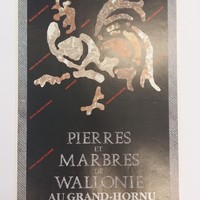 PIERRES
ET
MARBRES
DE
WALLONIE
AU GRAND-HORNU